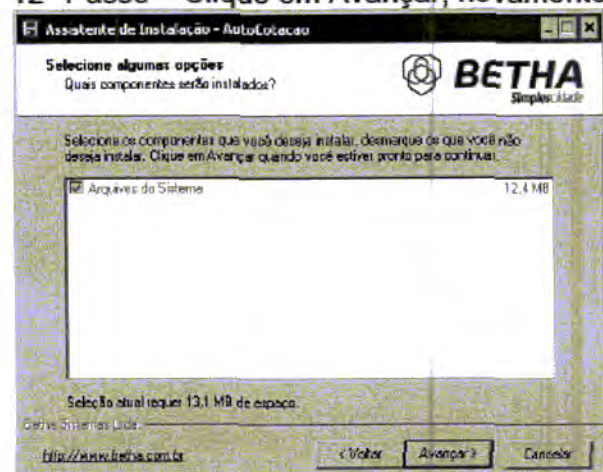 12º Passo – Clique em Avançar, novamente
Assistente de Instalação - AutoCotacao
Selecione algumas opções
Quais componentes serão instalados?
BETHA
Simplescidade
Selecione os componentes que você deseja instalar, desmarque os que você não
deseja instalar. Clique em Avançar quando você estiver pronto para continuar.
Arquivos do Sistema 12,4 MB
Seleção atual requer 13,1 MB de espaço.
Betha Sistemas Ltda.
http://www.betha.com.br
< Voltar
Avançar >
Cancelar